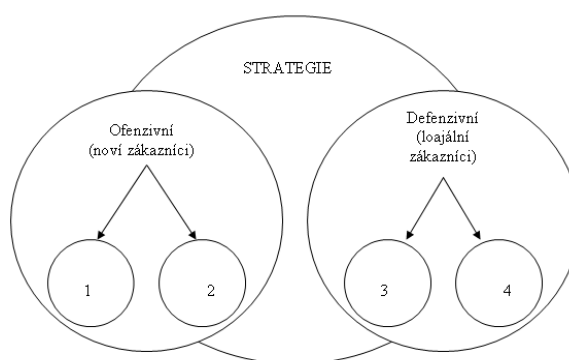 STRATEGIE
Ofenzivní
(noví zákazníci)
Defenzivní
(loajální
zákazníci)
1
2
3
4